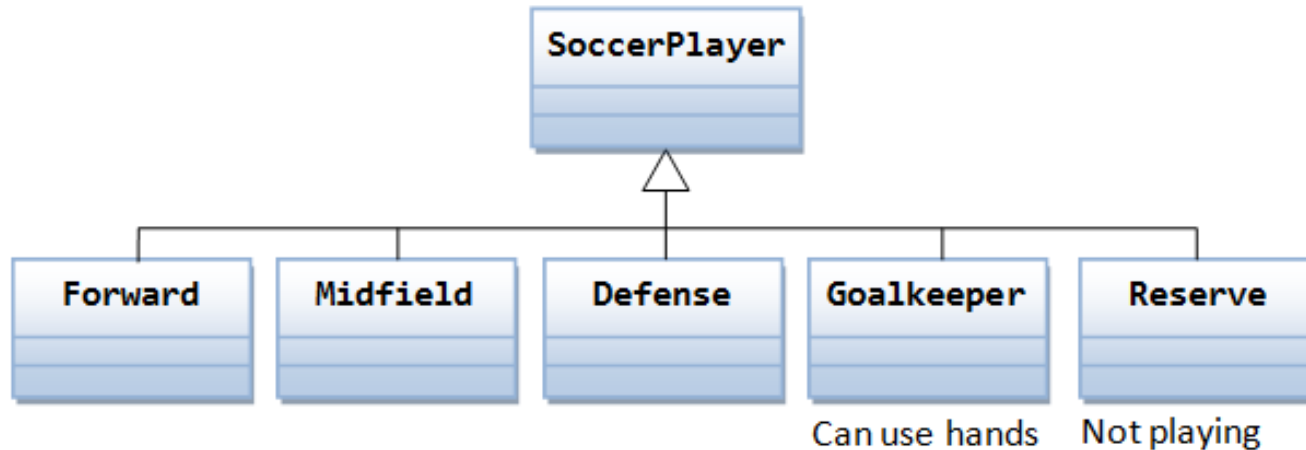 SoccerPlayer
Forward
Midfield
Defense
Goalkeeper
Reserve
Can use hands
Not playing